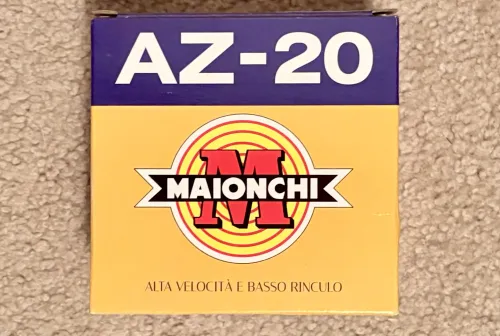 AZ-20
M
MAIONCHI
ALTA VELOCITÀ E BASSO RINCULO